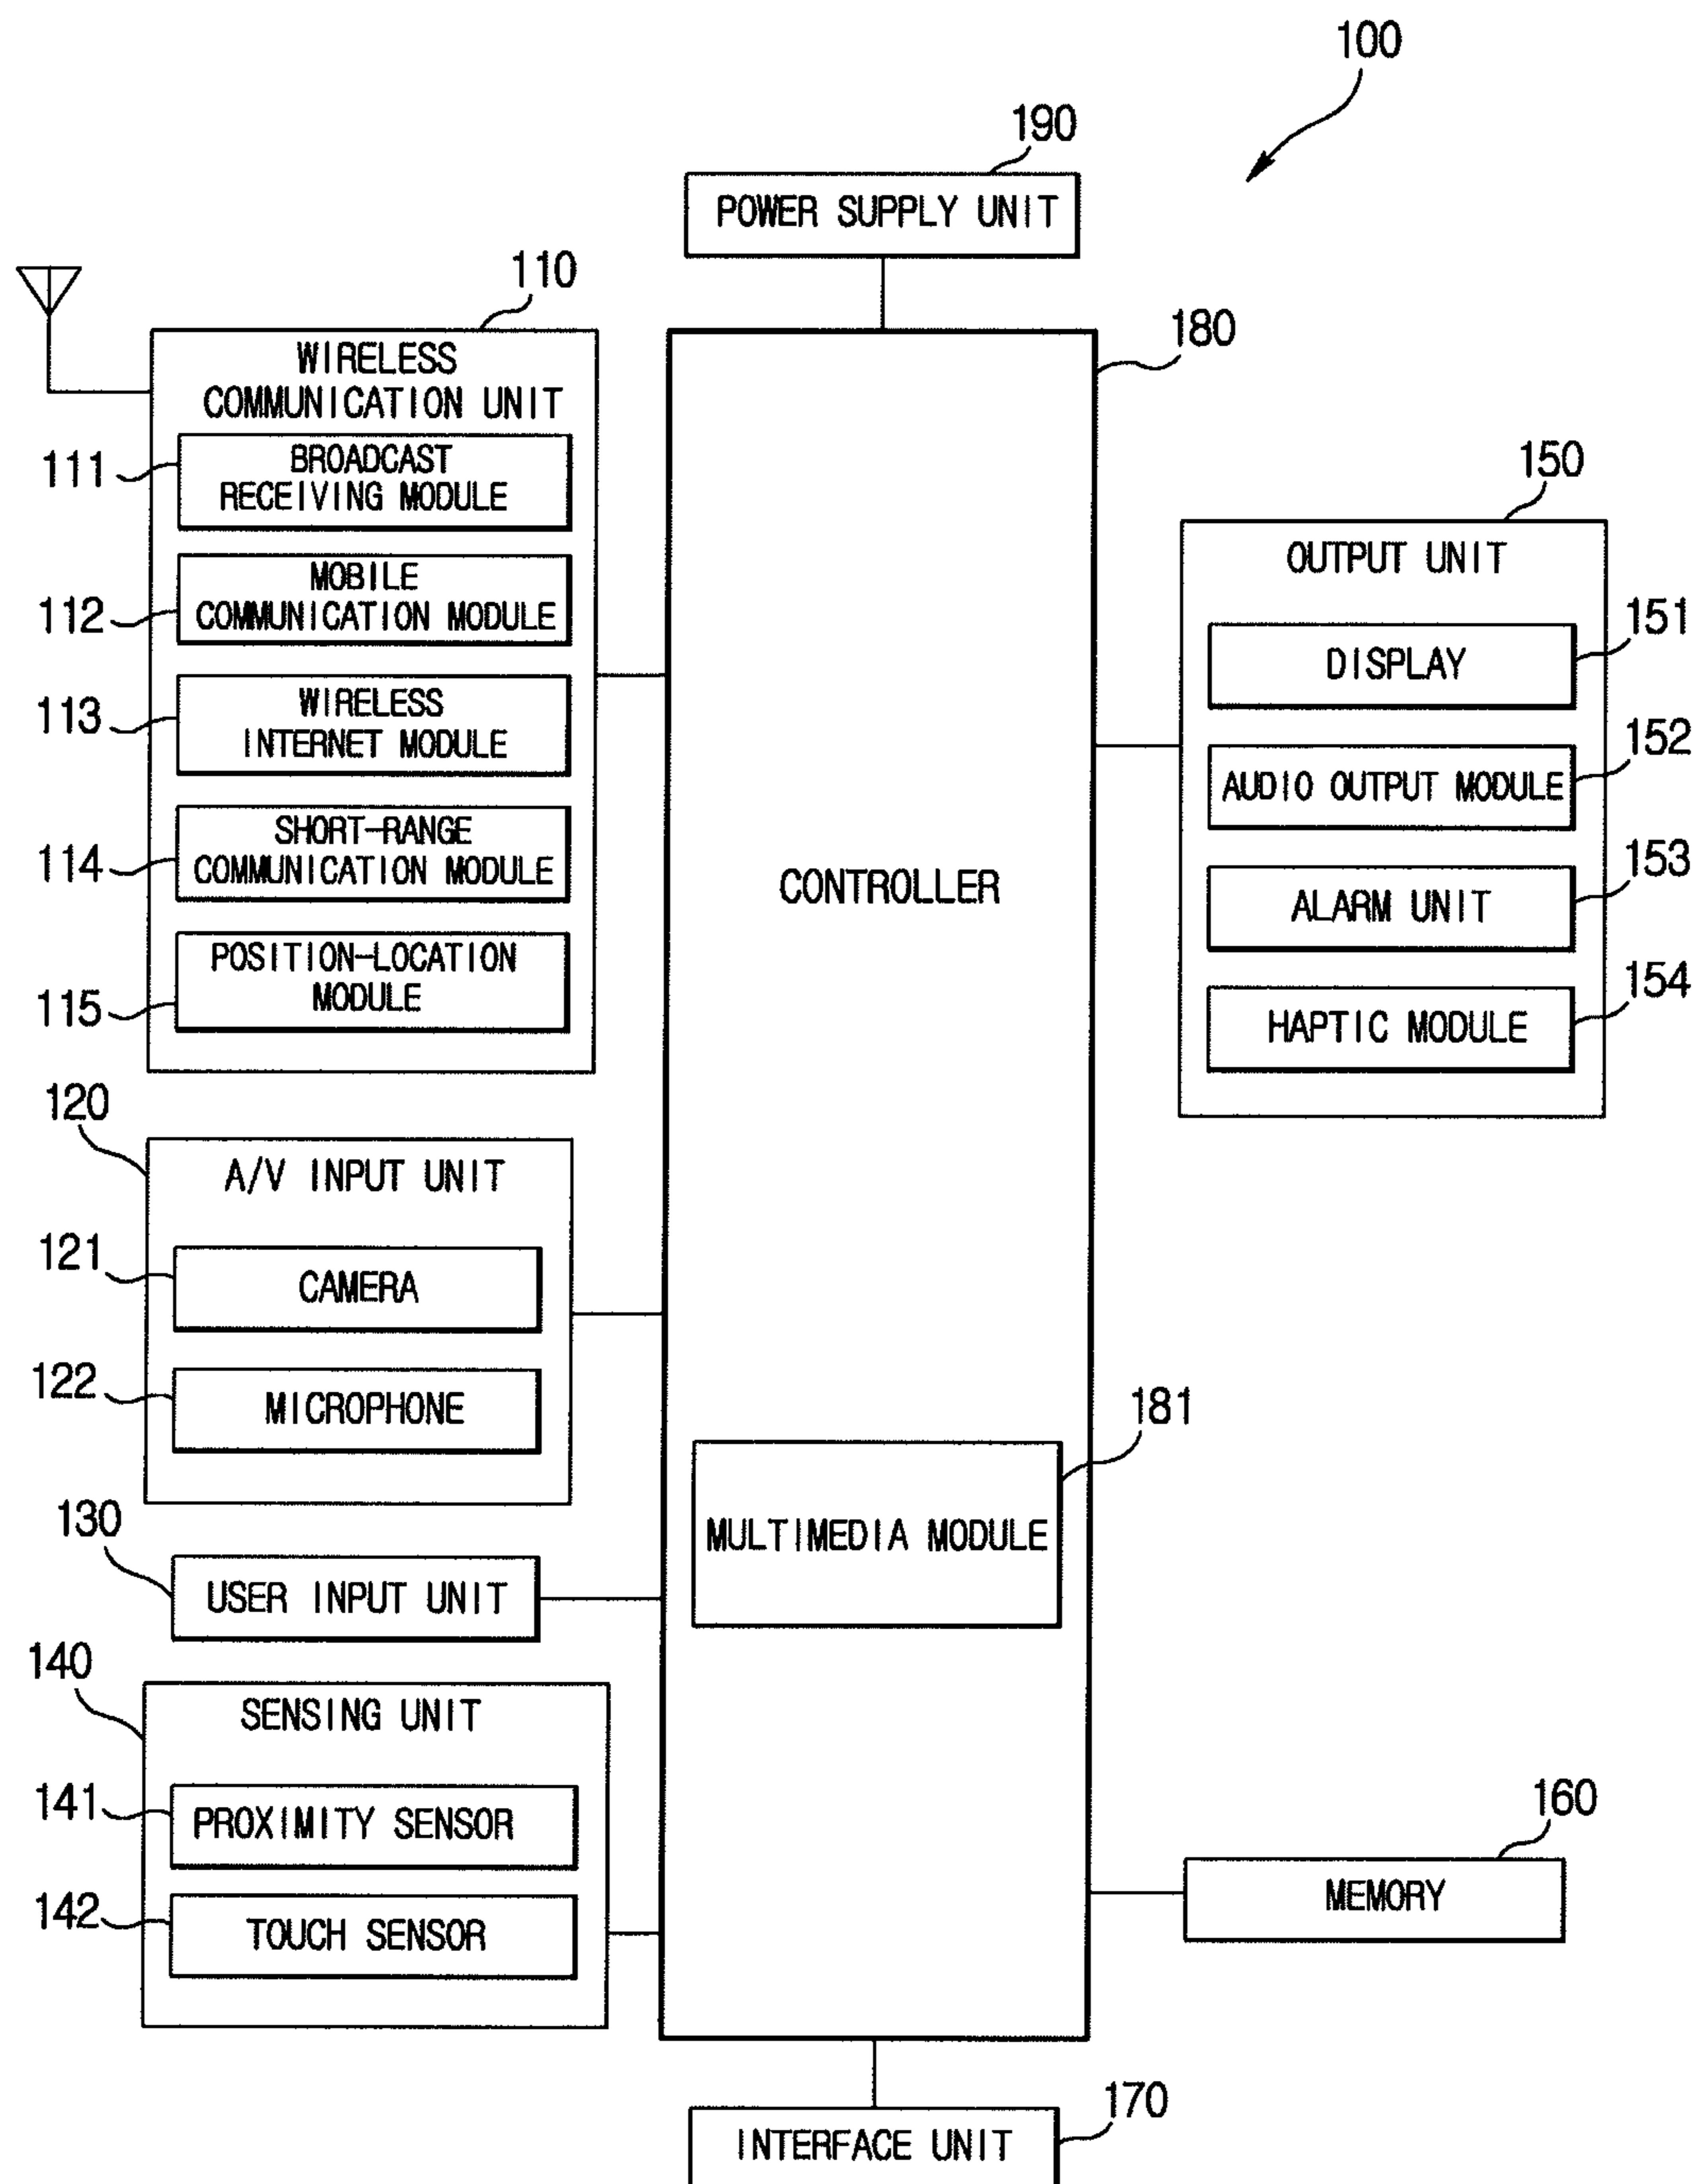 100
190
POWER SUPPLY UNIT
110
180
WIRELESS
COMMUNICATION UNIT
111
BROADCAST
RECEIVING MODULE
112
MOBILE
COMMUNICATION MODULE
113
WIRELESS
INTERNET MODULE
114
SHORT-RANGE
COMMUNICATION MODULE
115
POSITION-LOCATION
MODULE
120
A/V INPUT UNIT
121
CAMERA
122
MICROPHONE
130
USER INPUT UNIT
140
SENSING UNIT
141
PROXIMITY SENSOR
142
TOUCH SENSOR
CONTROLLER
181
MULTIMEDIA MODULE
150
OUTPUT UNIT
151
DISPLAY
152
AUDIO OUTPUT MODULE
153
ALARM UNIT
154
HAPTIC MODULE
160
MEMORY
170
INTERFACE UNIT